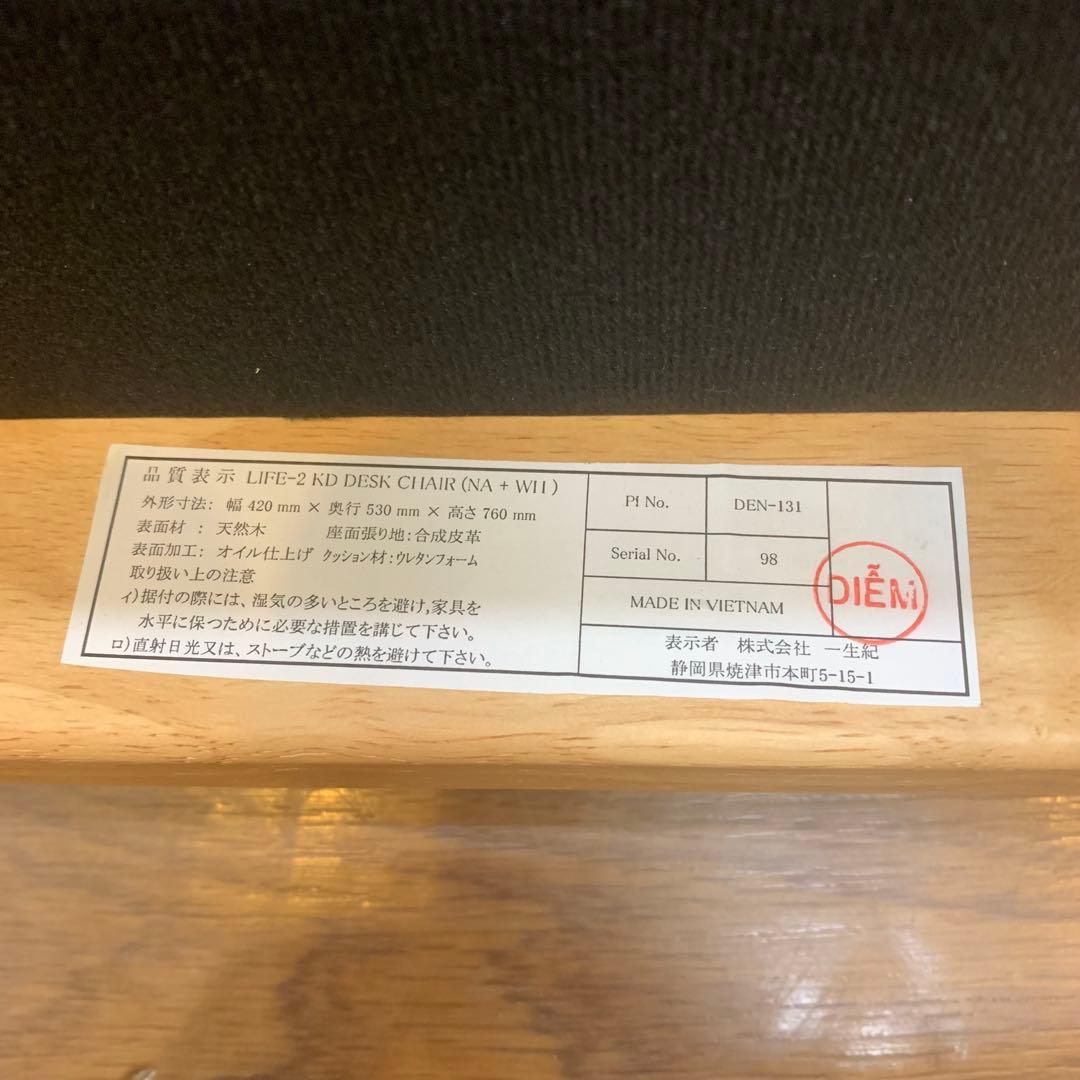 品質表示 LIFE-2 KD DESK CHAIR (NA + WH)
外形寸法: 幅 420 mm × 奥行 530 mm × 高さ 760 mm
表面材 : 天然木 座面張り地:合成皮革
表面加工: オイル仕上げ クッション材:ウレタンフォーム
取り扱い上の注意
ィ)据付の際には、湿気の多いところを避け,家具を
水平に保つために必要な措置を講じて下さい。
ロ)直射日光又は、ストーブなどの熱を避けて下さい。
PI No. DEN-131
Serial No. 98
MADE IN VIETNAM
DIỄM
表示者 株式会社 一生紀
静岡県焼津市本町5-15-1